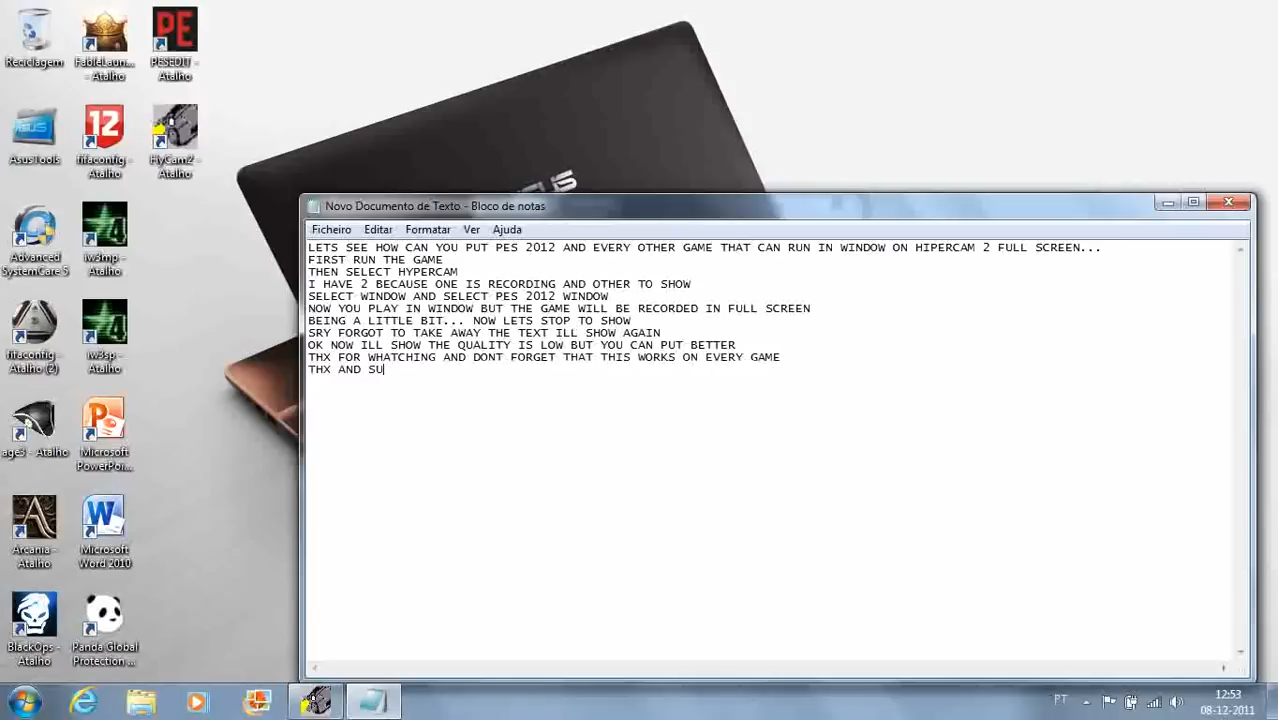 Reciclagem
FableLaun...
- Atalho
PE
PESEDIT -
Atalho
ASUS
AsusTools
12
fifaconfig -
Atalho
HyCam2 -
Atalho
Advanced
SystemCare 5
iw3mp -
Atalho
fifaconfig -
Atalho (2)
iw3sp -
Atalho
age3 - Atalho
Microsoft
PowerPoi...
Arcania -
Atalho
Microsoft
Word 2010
BlackOps -
Atalho
Panda Global
Protection ...
Novo Documento de Texto - Bloco de notas
Ficheiro Editar Formatar Ver Ajuda
LETS SEE HOW CAN YOU PUT PES 2012 AND EVERY OTHER GAME THAT CAN RUN IN WINDOW ON HIPERCAM 2 FULL SCREEN...
FIRST RUN THE GAME
THEN SELECT HYPERCAM
I HAVE 2 BECAUSE ONE IS RECORDING AND OTHER TO SHOW
SELECT WINDOW AND SELECT PES 2012 WINDOW
NOW YOU PLAY IN WINDOW BUT THE GAME WILL BE RECORDED IN FULL SCREEN
BEING A LITTLE BIT... NOW LETS STOP TO SHOW
SRY FORGOT TO TAKE AWAY THE TEXT ILL SHOW AGAIN
OK NOW ILL SHOW THE QUALITY IS LOW BUT YOU CAN PUT BETTER
THX FOR WHATCHING AND DONT FORGET THAT THIS WORKS ON EVERY GAME
THX AND SU
PT
12:53
08-12-2011